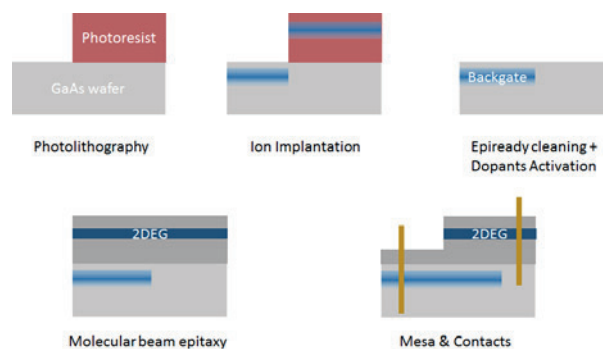 Photoresist
GaAs wafer
Backgate
Photolithography
Ion Implantation
Epiready cleaning +
Dopants Activation
2DEG
2DEG
Molecular beam epitaxy
Mesa & Contacts